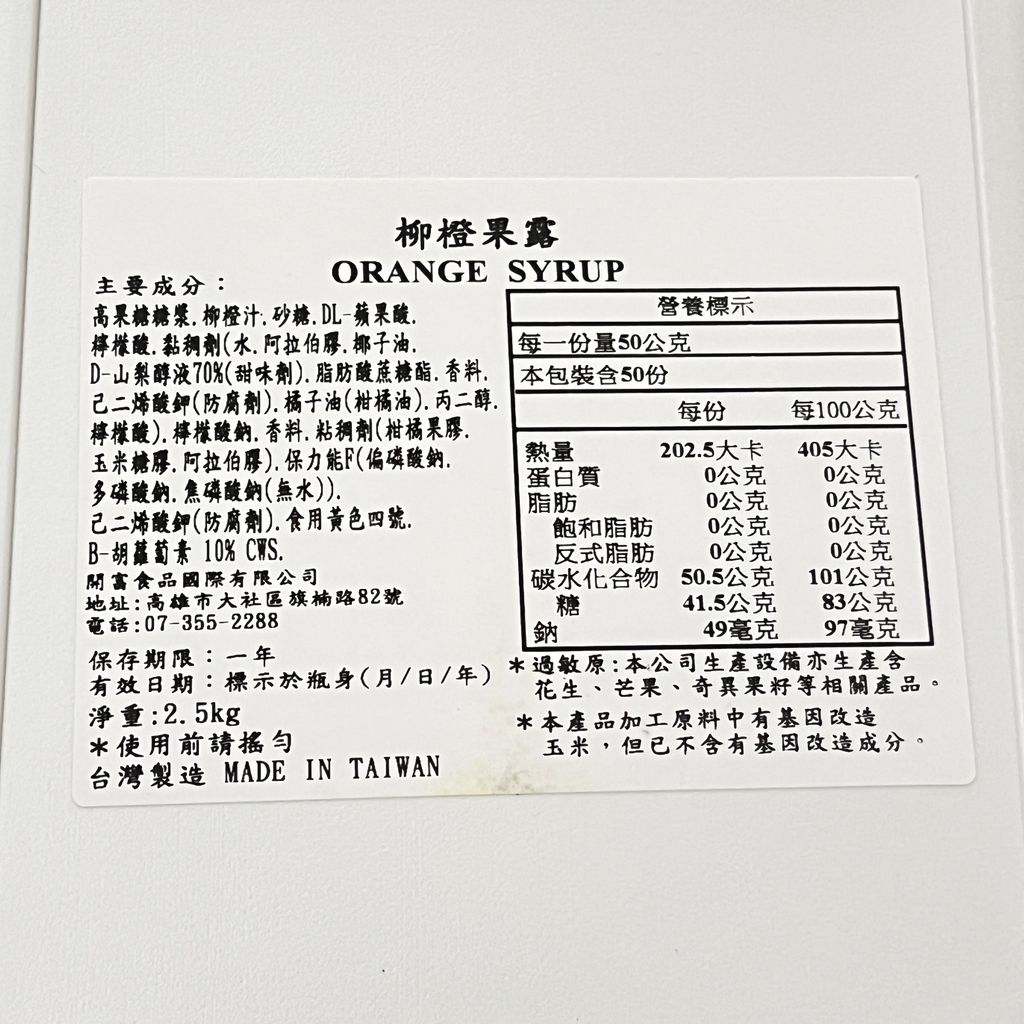 柳橙果露
ORANGE SYRUP
主要成分：
高果糖糖漿.柳橙汁.砂糖.DL-蘋果酸.
檸檬酸.黏稠劑(水.阿拉伯膠.椰子油.
D-山梨醇液70%(甜味劑).脂肪酸蔗糖酯.香料.
己二烯酸鉀(防腐劑).橘子油(柑橘油).丙二醇.
檸檬酸).檸檬酸鈉.香料.粘稠劑(柑橘果膠.
玉米糖膠.阿拉伯膠).保力能F(偏磷酸鈉.
多磷酸鈉.焦磷酸鈉(無水)).
己二烯酸鉀(防腐劑).食用黃色四號.
B-胡蘿蔔素 10% CWS.
開富食品國際有限公司
地址:高雄市大社區旗楠路82號
電話:07-355-2288
保存期限：一年
有效日期：標示於瓶身(月/日/年)
淨重:2.5kg
＊使用前請搖勻
台灣製造 MADE IN TAIWAN
營養標示
每一份量50公克
本包裝含50份
每份 每100公克
熱量 202.5大卡 405大卡
蛋白質 0公克 0公克
脂肪 0公克 0公克
飽和脂肪 0公克 0公克
反式脂肪 0公克 0公克
碳水化合物 50.5公克 101公克
糖 41.5公克 83公克
鈉 49毫克 97毫克
＊過敏原:本公司生產設備亦生產含
花生、芒果、奇異果籽等相關產品。
＊本產品加工原料中有基因改造
玉米，但已不含有基因改造成分。